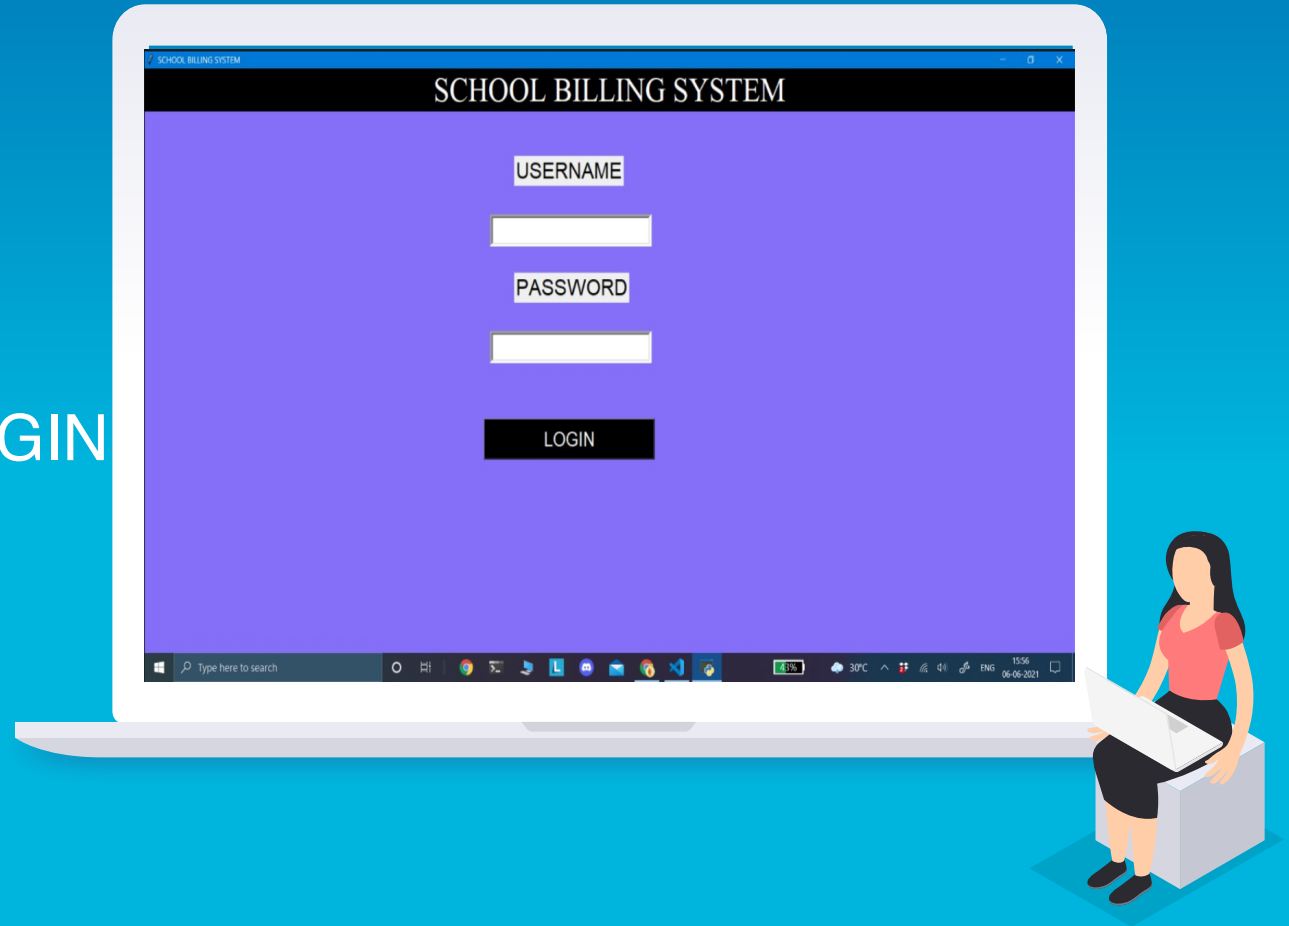 SCHOOL BILLING SYSTEM
SCHOOL BILLING SYSTEM
USERNAME
PASSWORD
GIN
LOGIN
Type here to search
L
43%
30°C
ENG
15:56
06-06-2021